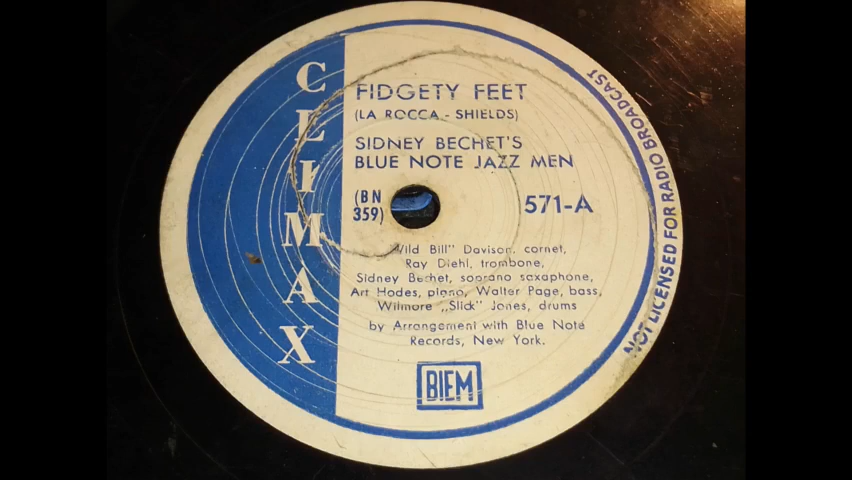 CLIMAX
FIDGETY FEET
(LA ROCCA - SHIELDS)
SIDNEY BECHET'S
BLUE NOTE JAZZ MEN
(BN
359)
571-A
Wild Bill" Davison, cornet,
Ray Diehl, trombone,
Sidney Bechet, soprano saxophone,
Art Hodes, piano, Walter Page, bass,
Wilmore „Slick" Jones, drums
by Arrangement with Blue Note
Records, New York.
BIEM
NOT LICENSED FOR RADIO BROADCAST